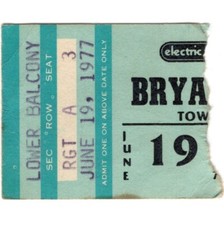 LOWER BALCONY
SEC ROW SEAT
RGT A 3
JUNE 19, 1977
ADMIT ONE ON ABOVE DATE ONLY
electric
BRYA
TOW
JUNE
19